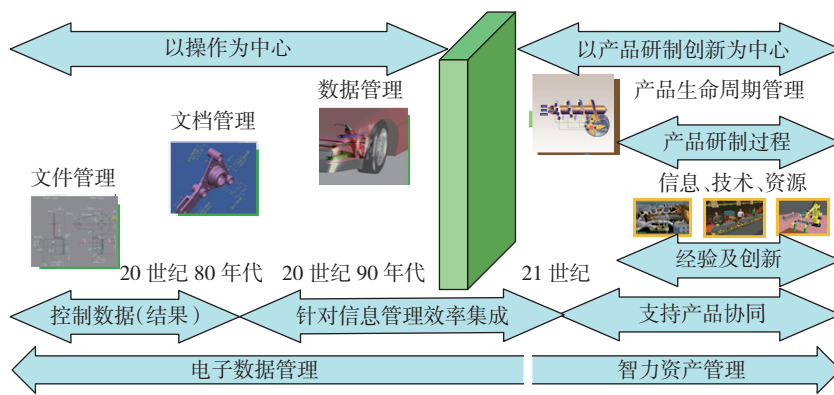 以操作为中心
以产品研制创新为中心
数据管理
产品生命周期管理
文档管理
产品研制过程
文件管理
信息、技术、资源
经验及创新
20 世纪 80 年代
20 世纪 90 年代
21 世纪
控制数据(结果)
针对信息管理效率集成
支持产品协同
电子数据管理
智力资产管理